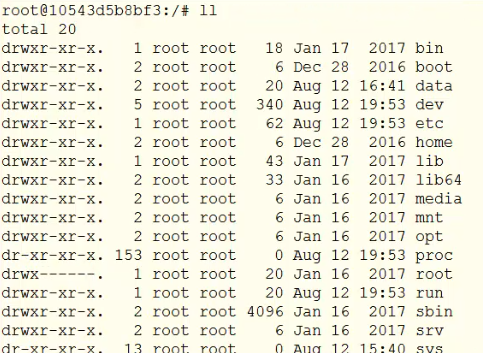 root@10543d5b8bf3:/# ll
total 20
drwxr-xr-x.   1 root root   18 Jan 17  2017 bin
drwxr-xr-x.   2 root root    6 Dec 28  2016 boot
drwxr-xr-x.   2 root root   20 Aug 12 16:41 data
drwxr-xr-x.   5 root root  340 Aug 12 19:53 dev
drwxr-xr-x.   1 root root   62 Aug 12 19:53 etc
drwxr-xr-x.   2 root root    6 Dec 28  2016 home
drwxr-xr-x.   1 root root   43 Jan 17  2017 lib
drwxr-xr-x.   2 root root   33 Jan 16  2017 lib64
drwxr-xr-x.   2 root root    6 Jan 16  2017 media
drwxr-xr-x.   2 root root    6 Jan 16  2017 mnt
drwxr-xr-x.   2 root root    6 Jan 16  2017 opt
dr-xr-xr-x. 153 root root    0 Aug 12 19:53 proc
drwx------.   1 root root   20 Jan 16  2017 root
drwxr-xr-x.   1 root root   20 Aug 12 19:53 run
drwxr-xr-x.   2 root root 4096 Jan 16  2017 sbin
drwxr-xr-x.   2 root root    6 Jan 16  2017 srv
dr-xr-xr-x.  13 root root    0 Aug 12 15:40 sys